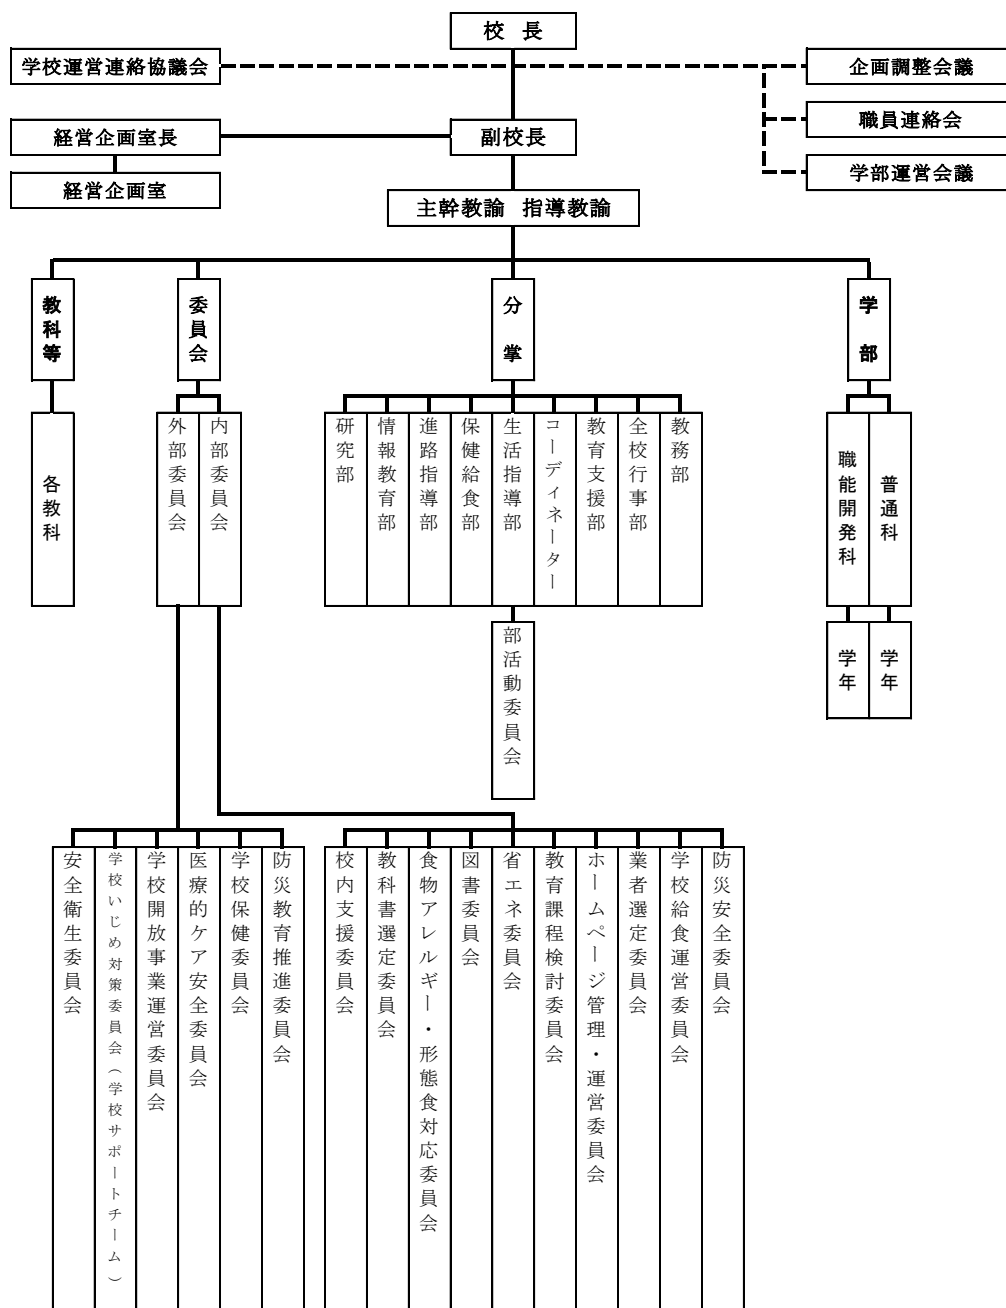 校 長
学校運営連絡協議会
企画調整会議
職員連絡会
経営企画室長
副校長
学部運営会議
経営企画室
主幹教諭 指導教諭
教科等
委員会
分掌
学部
各教科
外部委員会
内部委員会
研究部
情報教育部
進路指導部
保健給食部
生活指導部
コーディネーター
教育支援部
全校行事部
教務部
職能開発科
普通科
部活動委員会
学年
学年
安全衛生委員会
学校いじめ対策委員会（学校サポートチーム）
学校開放事業運営委員会
医療的ケア安全委員会
学校保健委員会
防災教育推進委員会
校内支援委員会
教科書選定委員会
食物アレルギー・形態食対応委員会
図書委員会
省エネ委員会
教育課程検討委員会
ホームページ管理・運営委員会
業者選定委員会
学校給食運営委員会
防災安全委員会